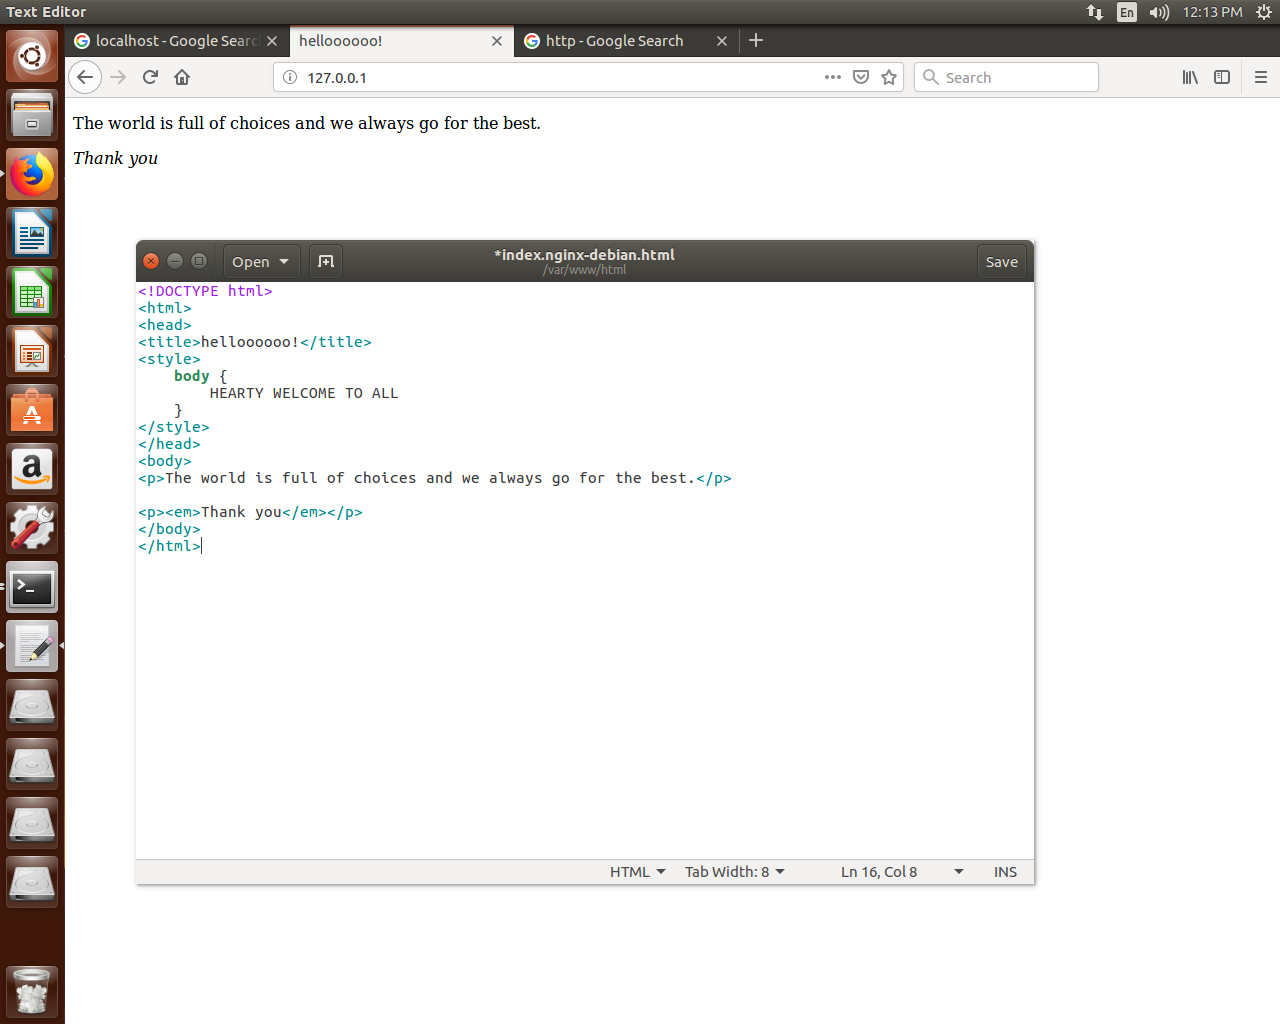 Text Editor
En
12:13 PM
localhost - Google Searc
helloooooo!
http - Google Search
127.0.0.1
Search
The world is full of choices and we always go for the best.
Thank you
Open
*index.nginx-debian.html
/var/www/html
Save
<!DOCTYPE html>
<html>
<head>
<title>helloooooo!</title>
<style>
body {
HEARTY WELCOME TO ALL
}
</style>
</head>
<body>
<p>The world is full of choices and we always go for the best.</p>
<p><em>Thank you</em></p>
</body>
</html>
HTML
Tab Width: 8
Ln 16, Col 8
INS